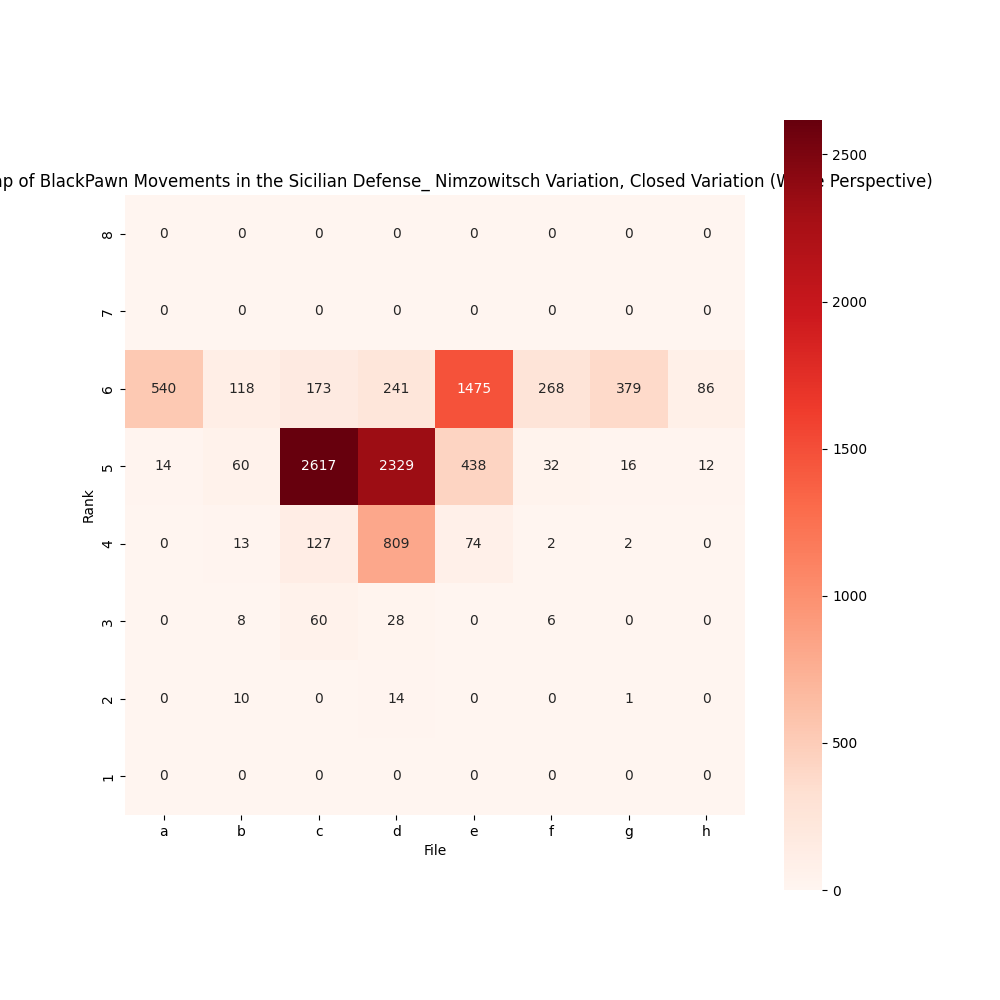 of BlackPawn Movements in the Sicilian Defense_ Nimzowitsch Variation, Closed Variation ( Perspective)
8 0 0 0 0 0 0 0 0
7 0 0 0 0 0 0 0 0
6 540 118 173 241 1475 268 379 86
5 14 60 2617 2329 438 32 16 12
4 0 13 127 809 74 2 2 0
3 0 8 60 28 0 6 0 0
2 0 10 0 14 0 0 1 0
1 0 0 0 0 0 0 0 0
Rank
a b c d e f g h
File
2500
2000
1500
1000
500
0